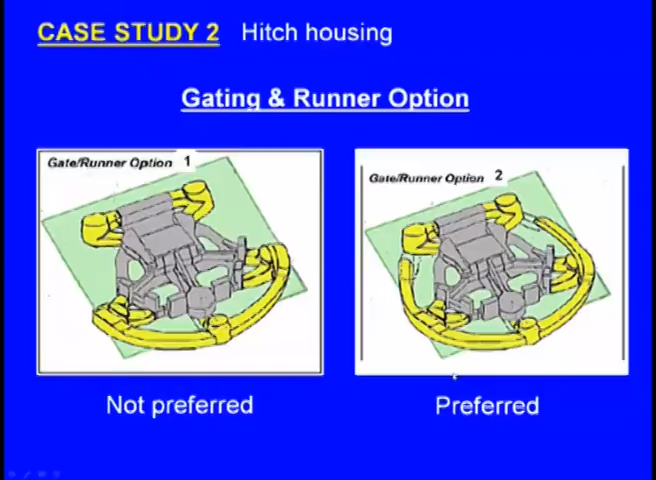 CASE STUDY 2 Hitch housing
Gating & Runner Option
Gate/Runner Option 1
Gate/Runner Option 2
Not preferred
Preferred